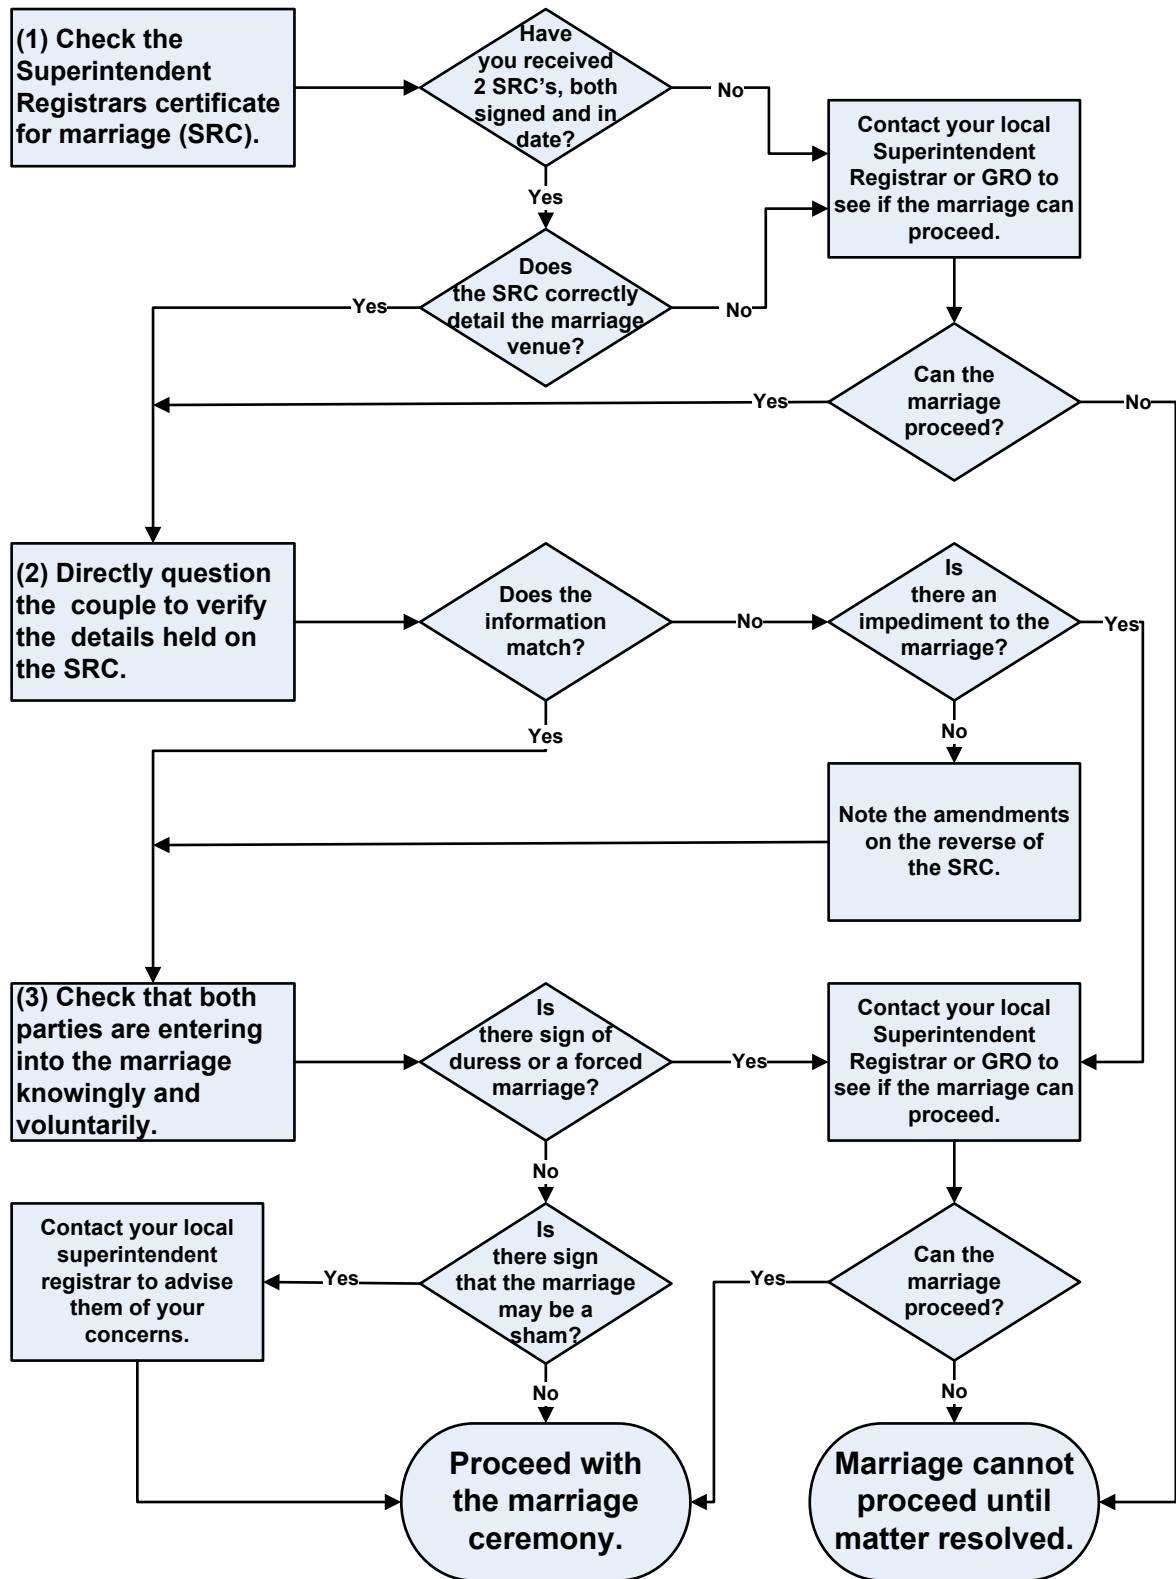 (1) Check the
Superintendent
Registrars certificate
for marriage (SRC).
Have
you received
2 SRC's, both
signed and in
date?
No
Contact your local
Superintendent
Registrar or GRO to
see if the marriage can
proceed.
Yes
Does
the SRC correctly
detail the marriage
venue?
Yes
No
Can the
marriage
proceed?
Yes
No
(2) Directly question
the couple to verify
the details held on
the SRC.
Does the
information
match?
No
Is
there an
impediment to the
marriage?
Yes
Yes
No
Note the amendments
on the reverse of
the SRC.
(3) Check that both
parties are entering
into the marriage
knowingly and
voluntarily.
Is
there sign of
duress or a forced
marriage?
Yes
Contact your local
Superintendent
Registrar or GRO to
see if the marriage can
proceed.
No
Contact your local
superintendent
registrar to advise
them of your
concerns.
Yes
Is
there sign
that the marriage
may be a
sham?
Yes
Can the
marriage
proceed?
No
No
Proceed with
the marriage
ceremony.
Marriage cannot
proceed until
matter resolved.